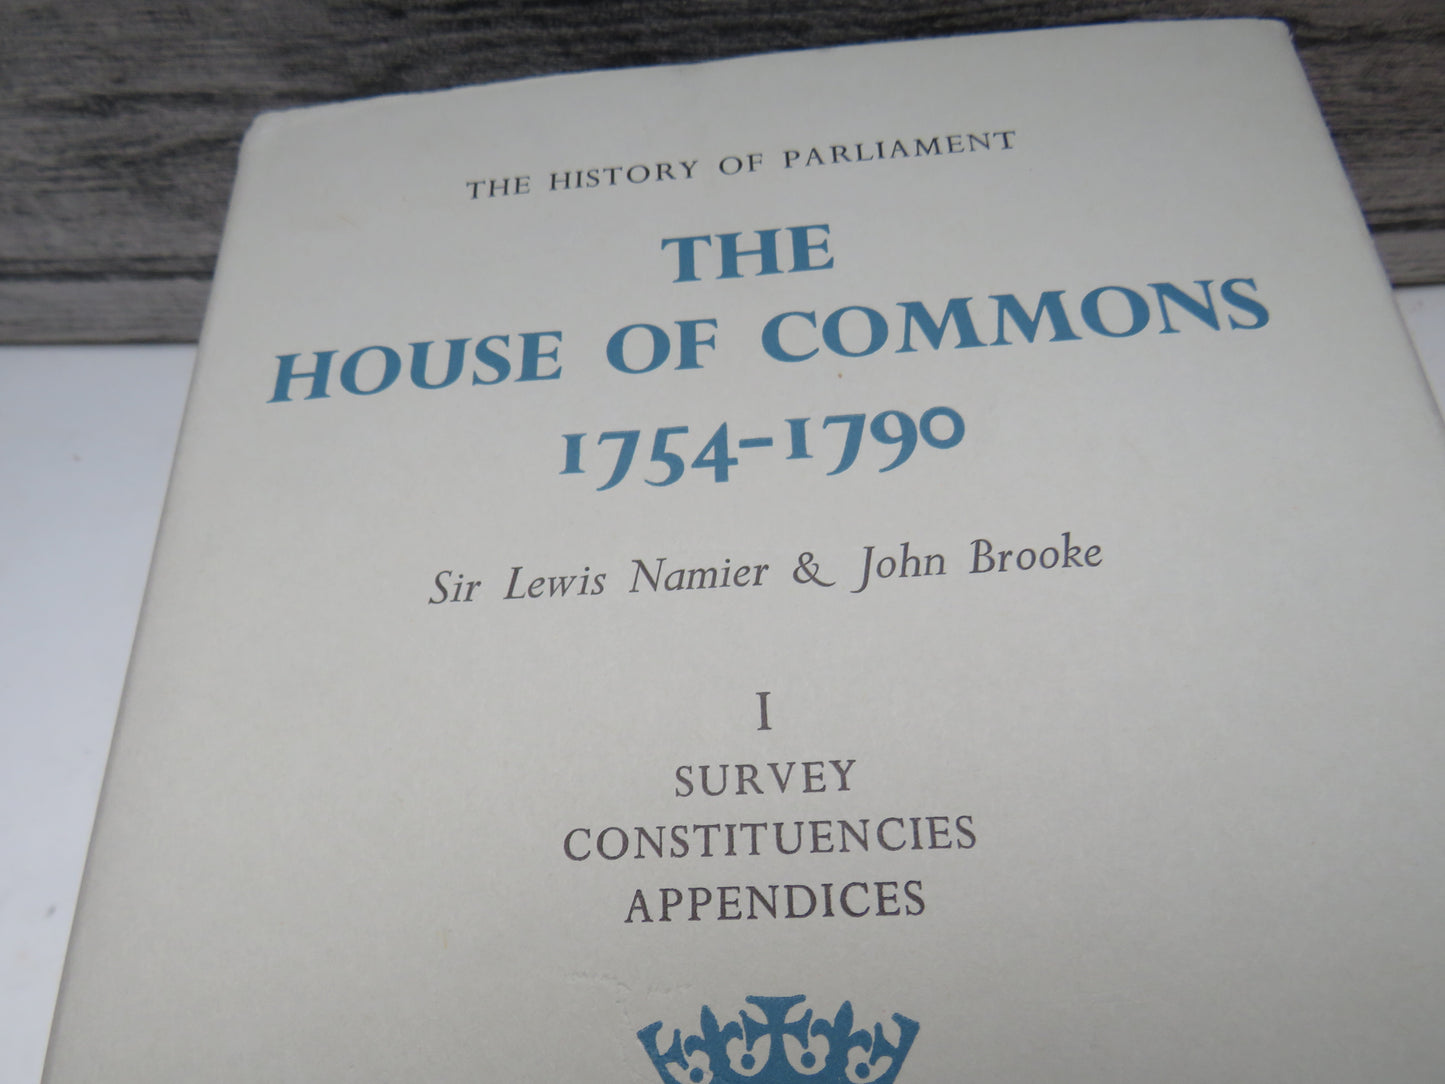 THE HISTORY OF PARLIAMENT
THE
HOUSE OF COMMONS
1754-1790
Sir Lewis Namier & John Brooke
I
SURVEY
CONSTITUENCIES
APPENDICES